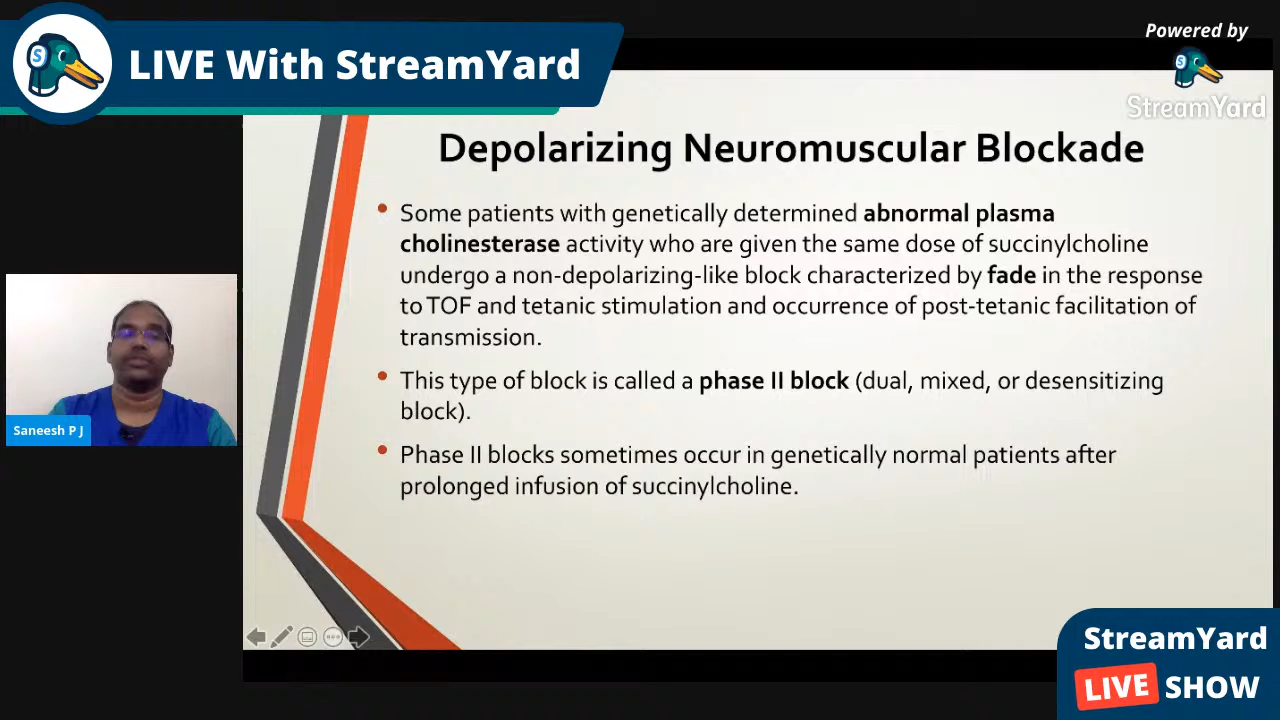 LIVE With StreamYard
Powered by
StreamYard
Depolarizing Neuromuscular Blockade
• Some patients with genetically determined abnormal plasma
cholinesterase activity who are given the same dose of succinylcholine
undergo a non-depolarizing-like block characterized by fade in the response
to TOF and tetanic stimulation and occurrence of post-tetanic facilitation of
transmission.
• This type of block is called a phase II block (dual, mixed, or desensitizing
block).
• Phase II blocks sometimes occur in genetically normal patients after
prolonged infusion of succinylcholine.
Saneesh P J
StreamYard
LIVE SHOW